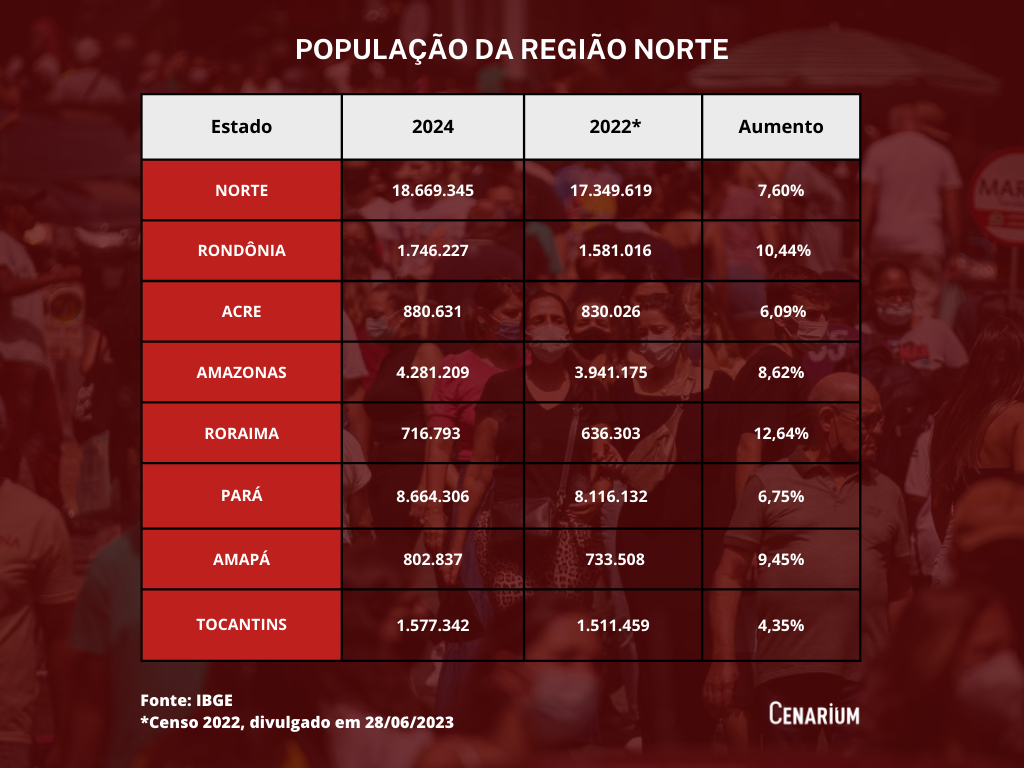 POPULAÇÃO DA REGIÃO NORTE
Estado 2024 2022* Aumento
NORTE 18.669.345 17.349.619 7,60%
RONDÔNIA 1.746.227 1.581.016 10,44%
ACRE 880.631 830.026 6,09%
AMAZONAS 4.281.209 3.941.175 8,62%
RORAIMA 716.793 636.303 12,64%
PARÁ 8.664.306 8.116.132 6,75%
AMAPÁ 802.837 733.508 9,45%
TOCANTINS 1.577.342 1.511.459 4,35%
Fonte: IBGE
*Censo 2022, divulgado em 28/06/2023
CENARIUM